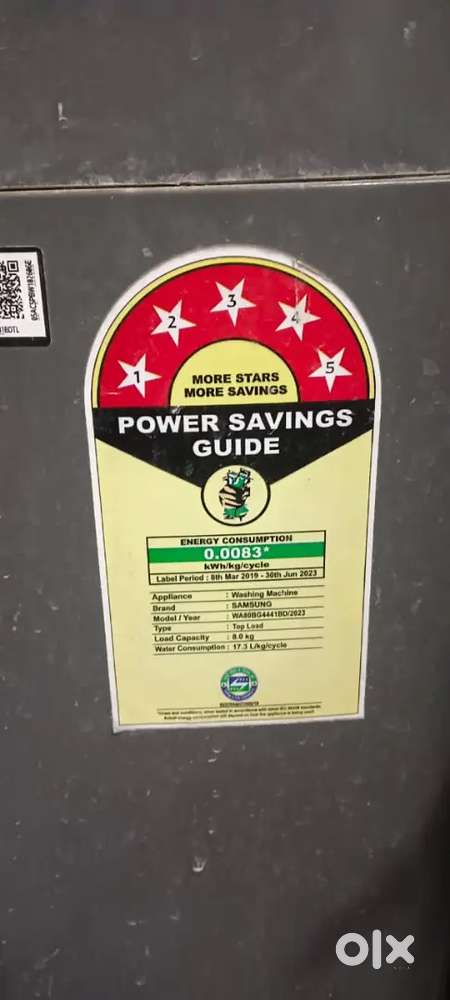 1
2
3
4
5
MORE STARS
MORE SAVINGS
POWER SAVINGS
GUIDE
ENERGY CONSUMPTION
0.0083*
kWh/kg/cycle
Label Period : 8th Mar 2019 - 30th Jun 2023
Appliance : Washing Machine
Brand : SAMSUNG
Model / Year : WA80BG4441BD/2023
Type : Top Load
Load Capacity : 8.0 kg
Water Consumption : 17.3 L/kg/cycle
olx